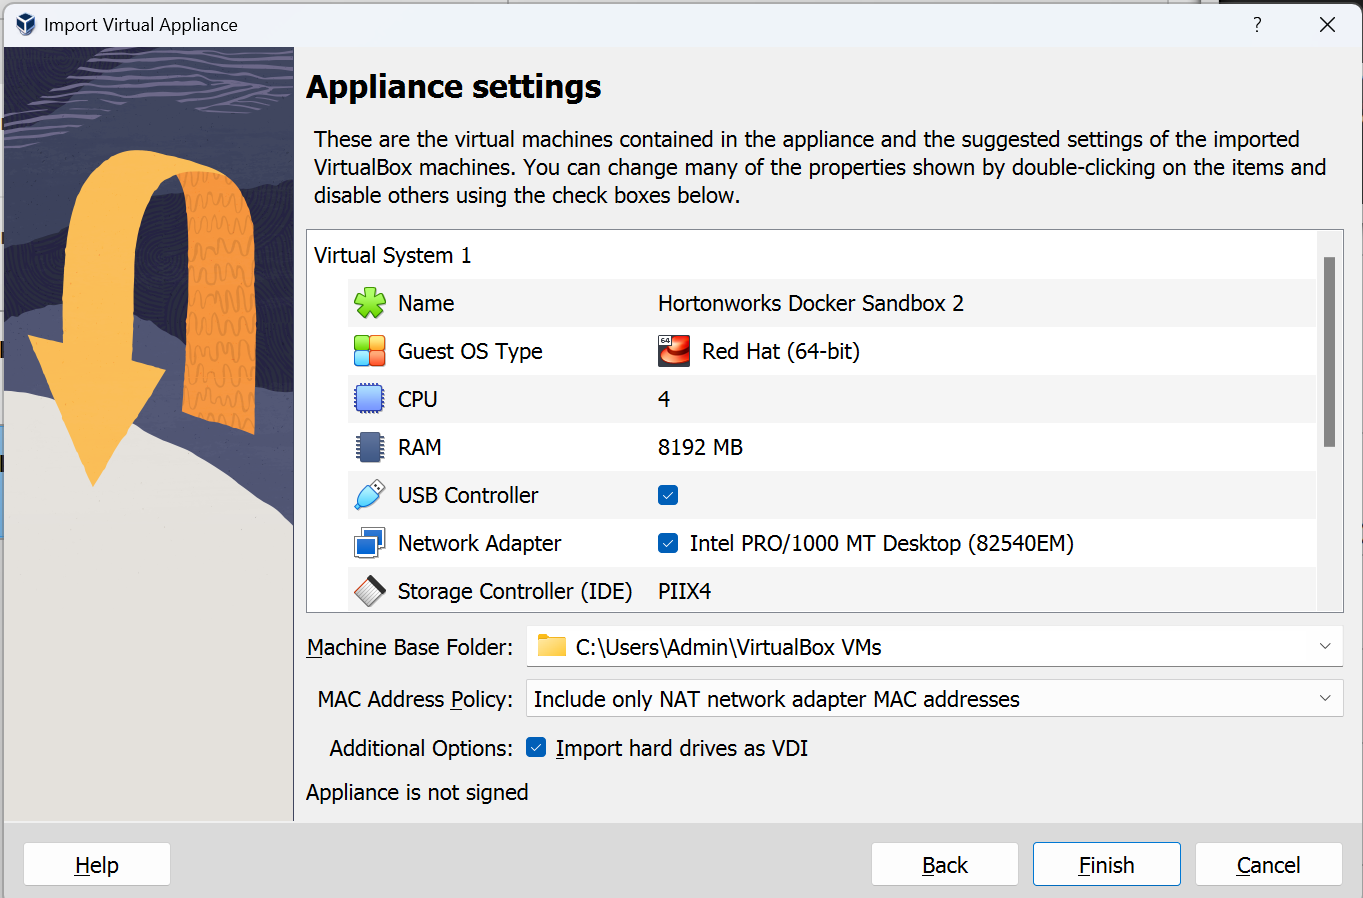 Import Virtual Appliance
?
Appliance settings
These are the virtual machines contained in the appliance and the suggested settings of the imported
VirtualBox machines. You can change many of the properties shown by double-clicking on the items and
disable others using the check boxes below.
Virtual System 1
Name Hortonworks Docker Sandbox 2
Guest OS Type 64 Red Hat (64-bit)
CPU 4
RAM 8192 MB
USB Controller
Network Adapter Intel PRO/1000 MT Desktop (82540EM)
Storage Controller (IDE) PIIX4
Machine Base Folder: C:\Users\Admin\VirtualBox VMs
MAC Address Policy: Include only NAT network adapter MAC addresses
Additional Options: Import hard drives as VDI
Appliance is not signed
Help Back Finish Cancel